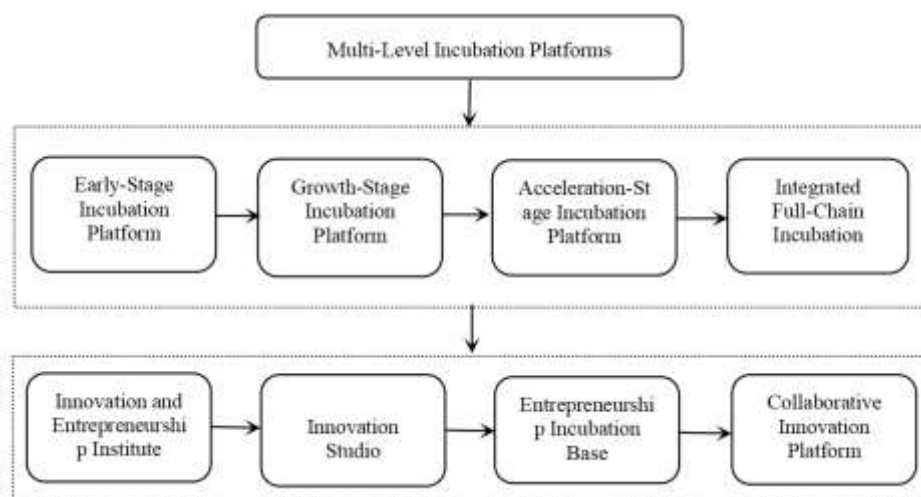 Multi-Level Incubation Platforms
Early-Stage
Incubation
Platform
Growth-Stage
Incubation
Platform
Acceleration-St
age Incubation
Platform
Integrated
Full-Chain
Incubation
Innovation and
Entrepreneurshi
p Institute
Innovation
Studio
Entrepreneurshi
p Incubation
Base
Collaborative
Innovation
Platform